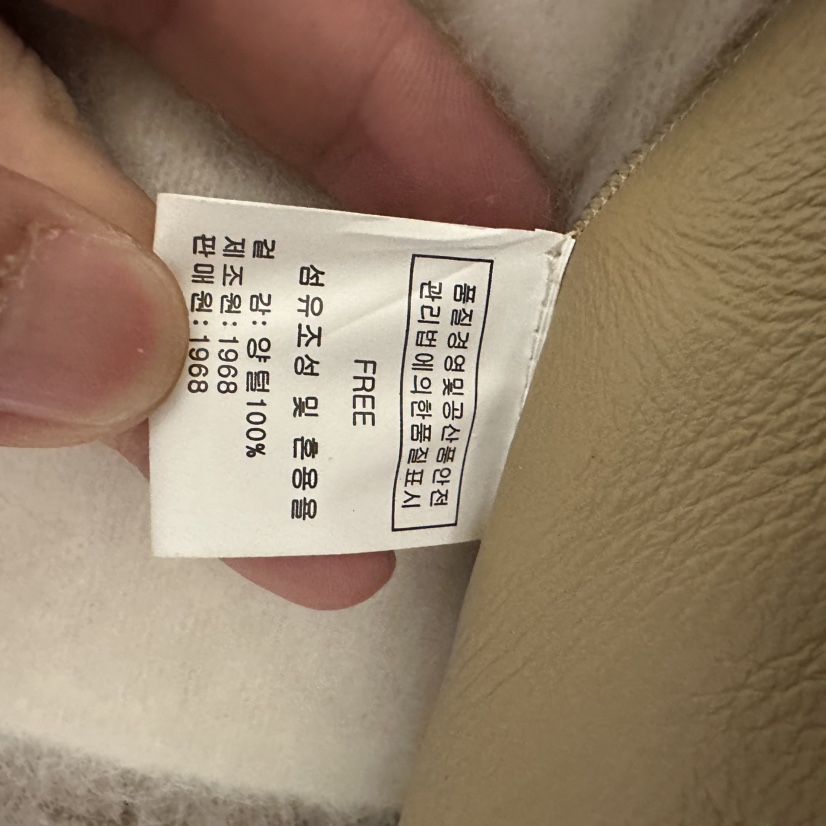 품질경영및공산품안전
관리법에의한품질표시
FREE
섬유조성 및 혼용율
겉 감: 양털100%
제조원: 1968
판매원: 1968